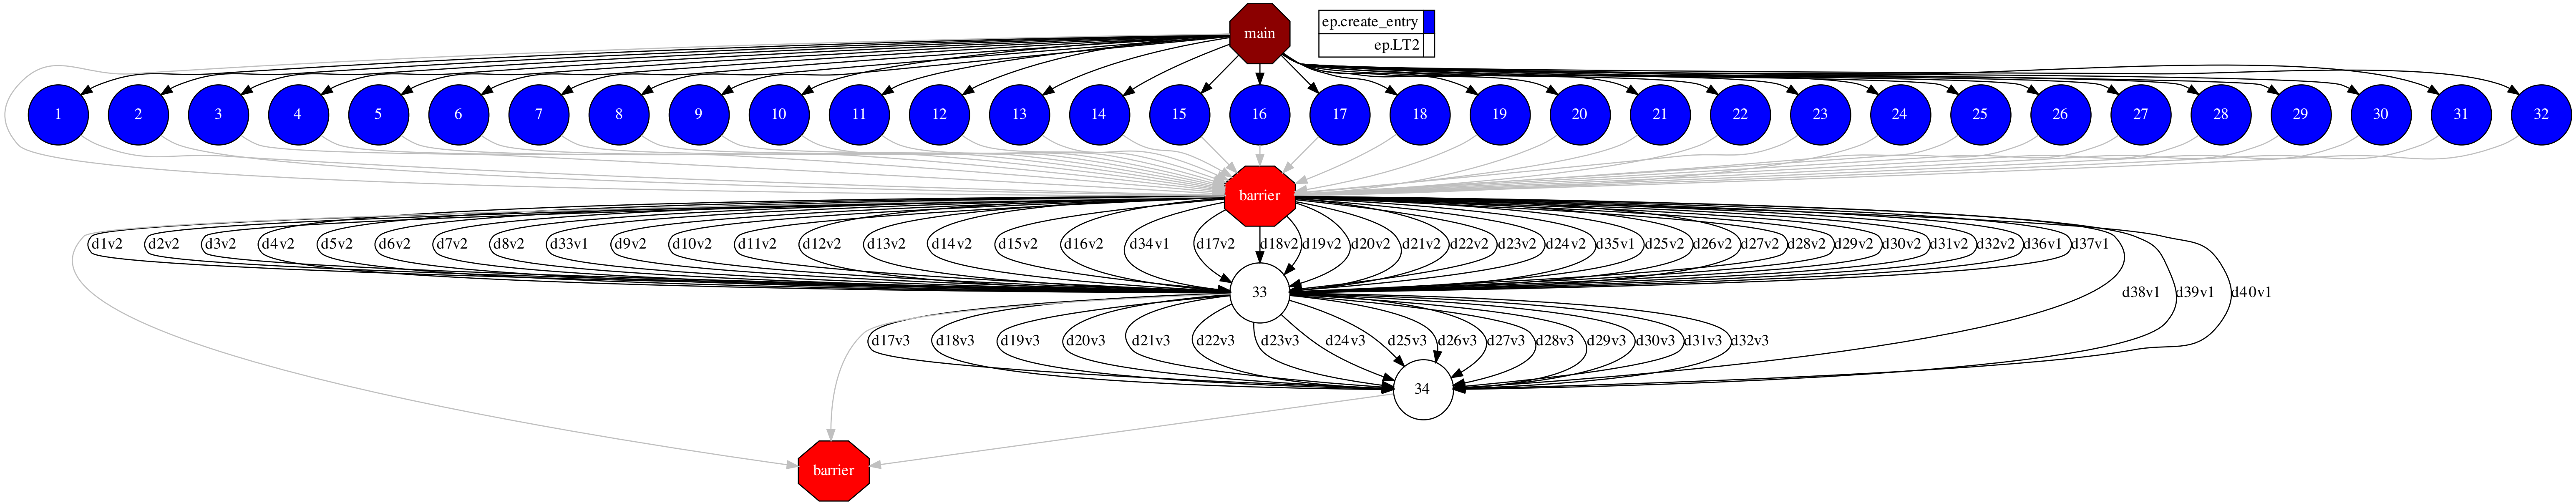 main
ep.create_entry
ep.LT2
1 2 3 4 5 6 7 8 9 10 11 12 13 14 15 16 17 18 19 20 21 22 23 24 25 26 27 28 29 30 31 32
barrier
d1v2 d2v2 d3v2 d4v2 d5v2 d6v2 d7v2 d8v2 d33v1 d9v2 d10v2 d11v2 d12v2 d13v2 d14v2 d15v2 d16v2 d34v1 d17v2 d18v2 d19v2 d20v2 d21v2 d22v2 d23v2 d24v2 d35v1 d25v2 d26v2 d27v2 d28v2 d29v2 d30v2 d31v2 d32v2 d36v1 d37v1
33 d38v1 d39v1 d40v1
d17v3 d18v3 d19v3 d20v3 d21v3 d22v3 d23v3 d24v3 d25v3 d26v3 d27v3 d28v3 d29v3 d30v3 d31v3 d32v3
34
barrier